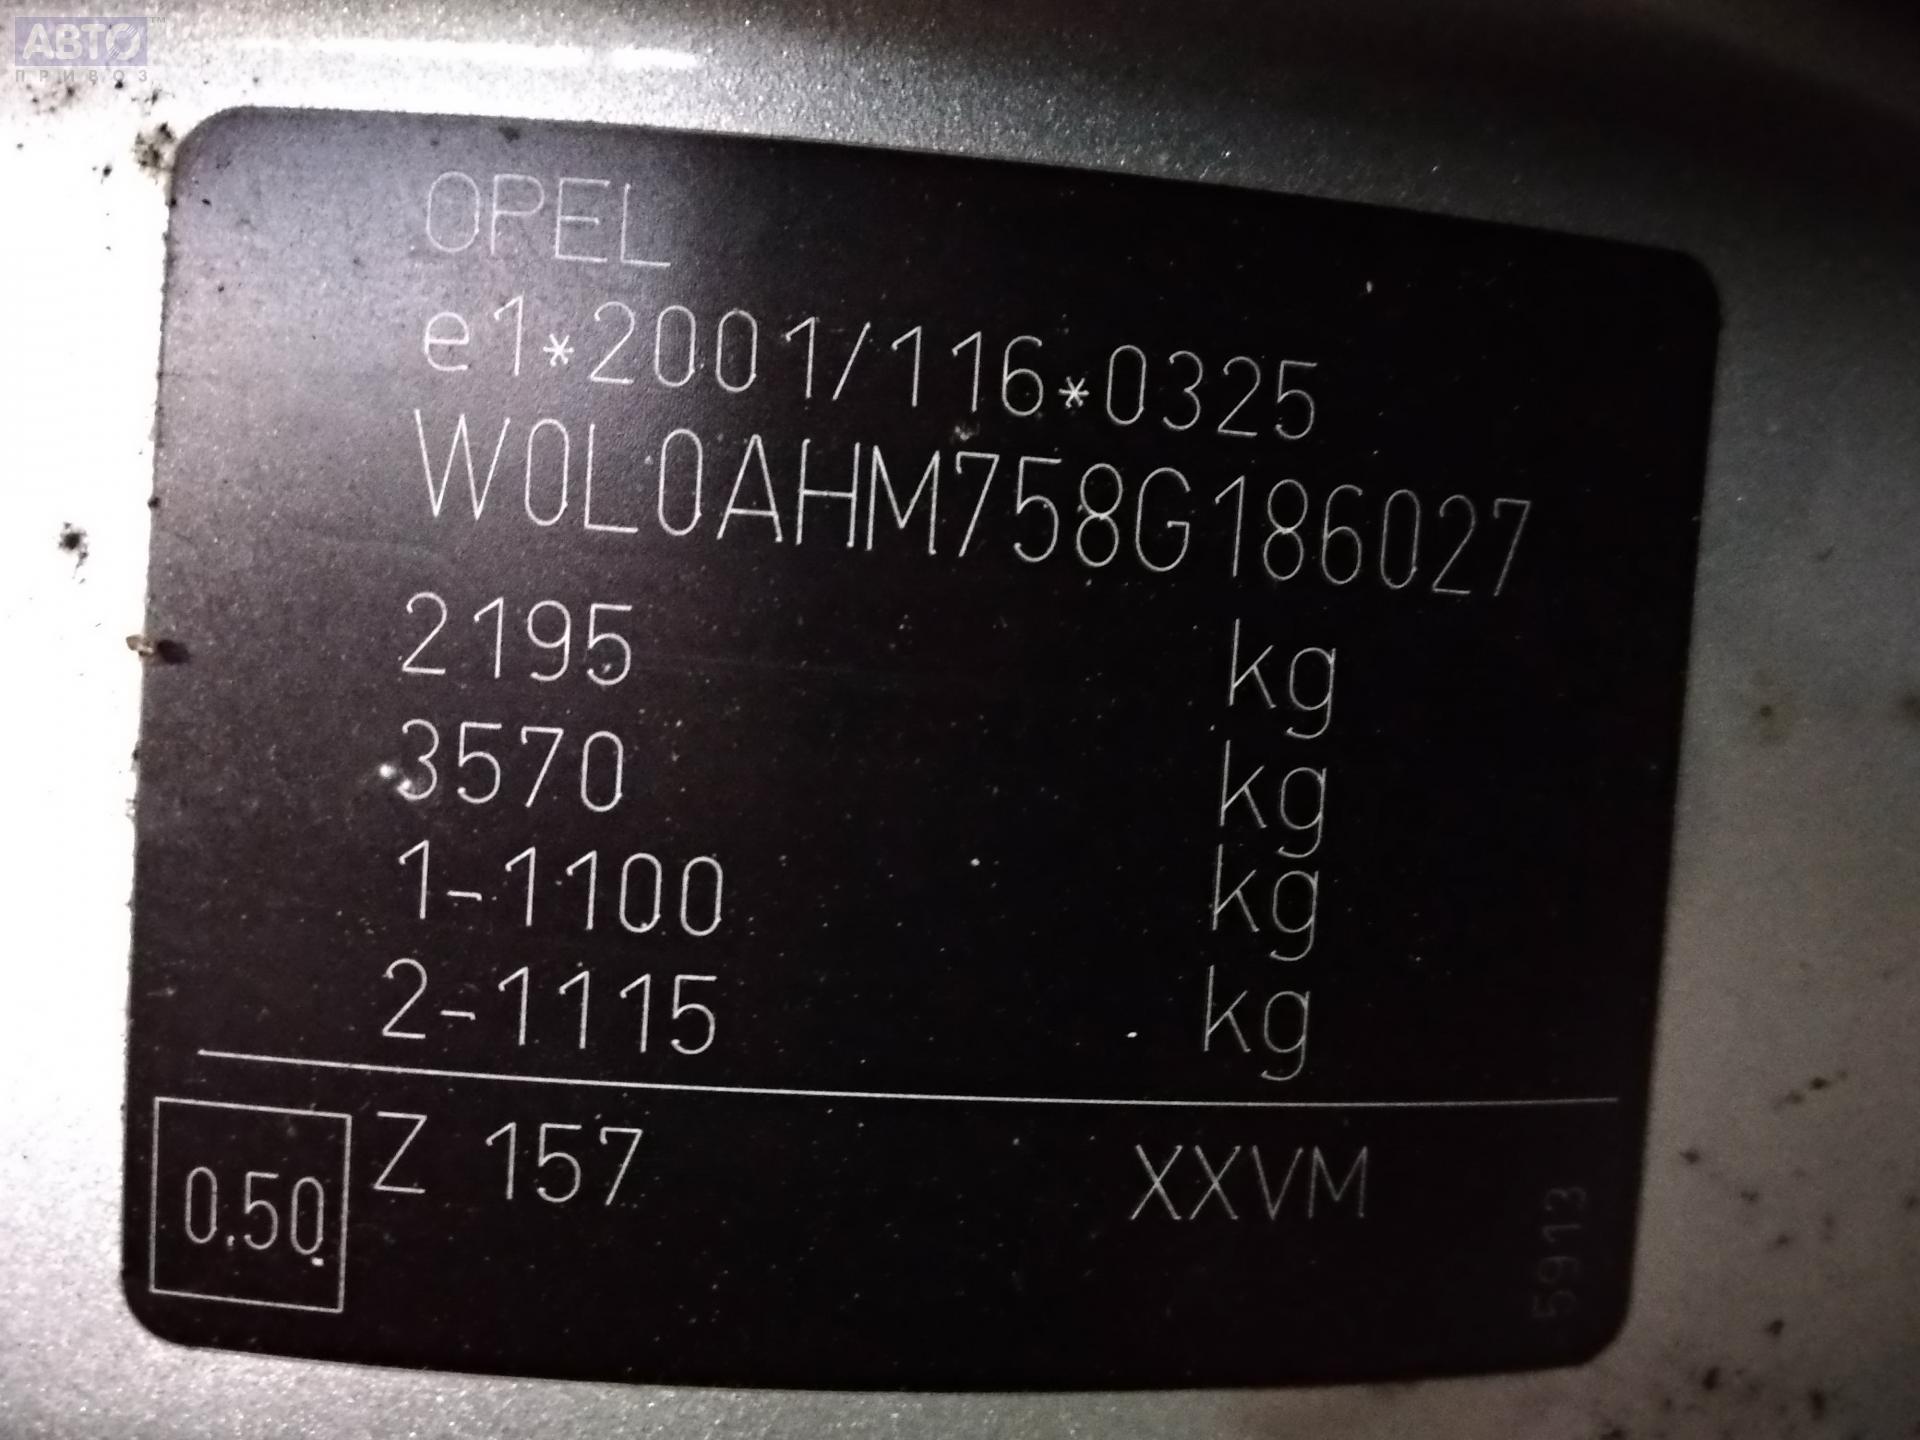 АВТО™
ПРИВОЗ
OPEL
e1*2001/116*0325
W0L0AHM758G186027
2195 kg
3570 kg
1-1100 kg
2-1115 kg
0.50 Z 157 XXVM
5913